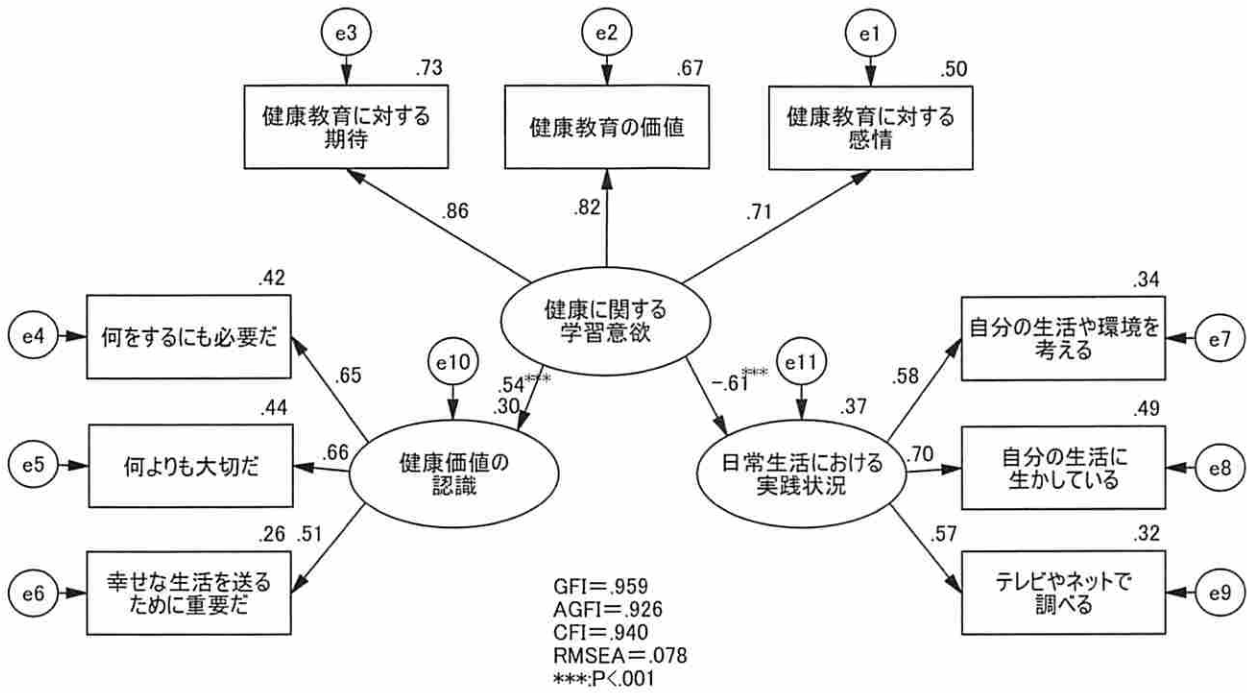 e3
e2
e1
.73
.67
.50
健康教育に対する
期待
健康教育の価値
健康教育に対する
感情
.86
.82
.71
健康に関する
学習意欲
.42
e4
何をするにも必要だ
.65
.34
自分の生活や環境を
考える
e7
.58
e10
.54***
.30
e11
-.61***
.37
.44
e5
何よりも大切だ
.66
健康価値の
認識
日常生活における
実践状況
.49
.70
自分の生活に
生かしている
e8
.26
.51
e6
幸せな生活を送る
ために重要だ
.57
.32
テレビやネットで
調べる
e9
GFI=.959
AGFI=.926
CFI=.940
RMSEA=.078
***;P<.001